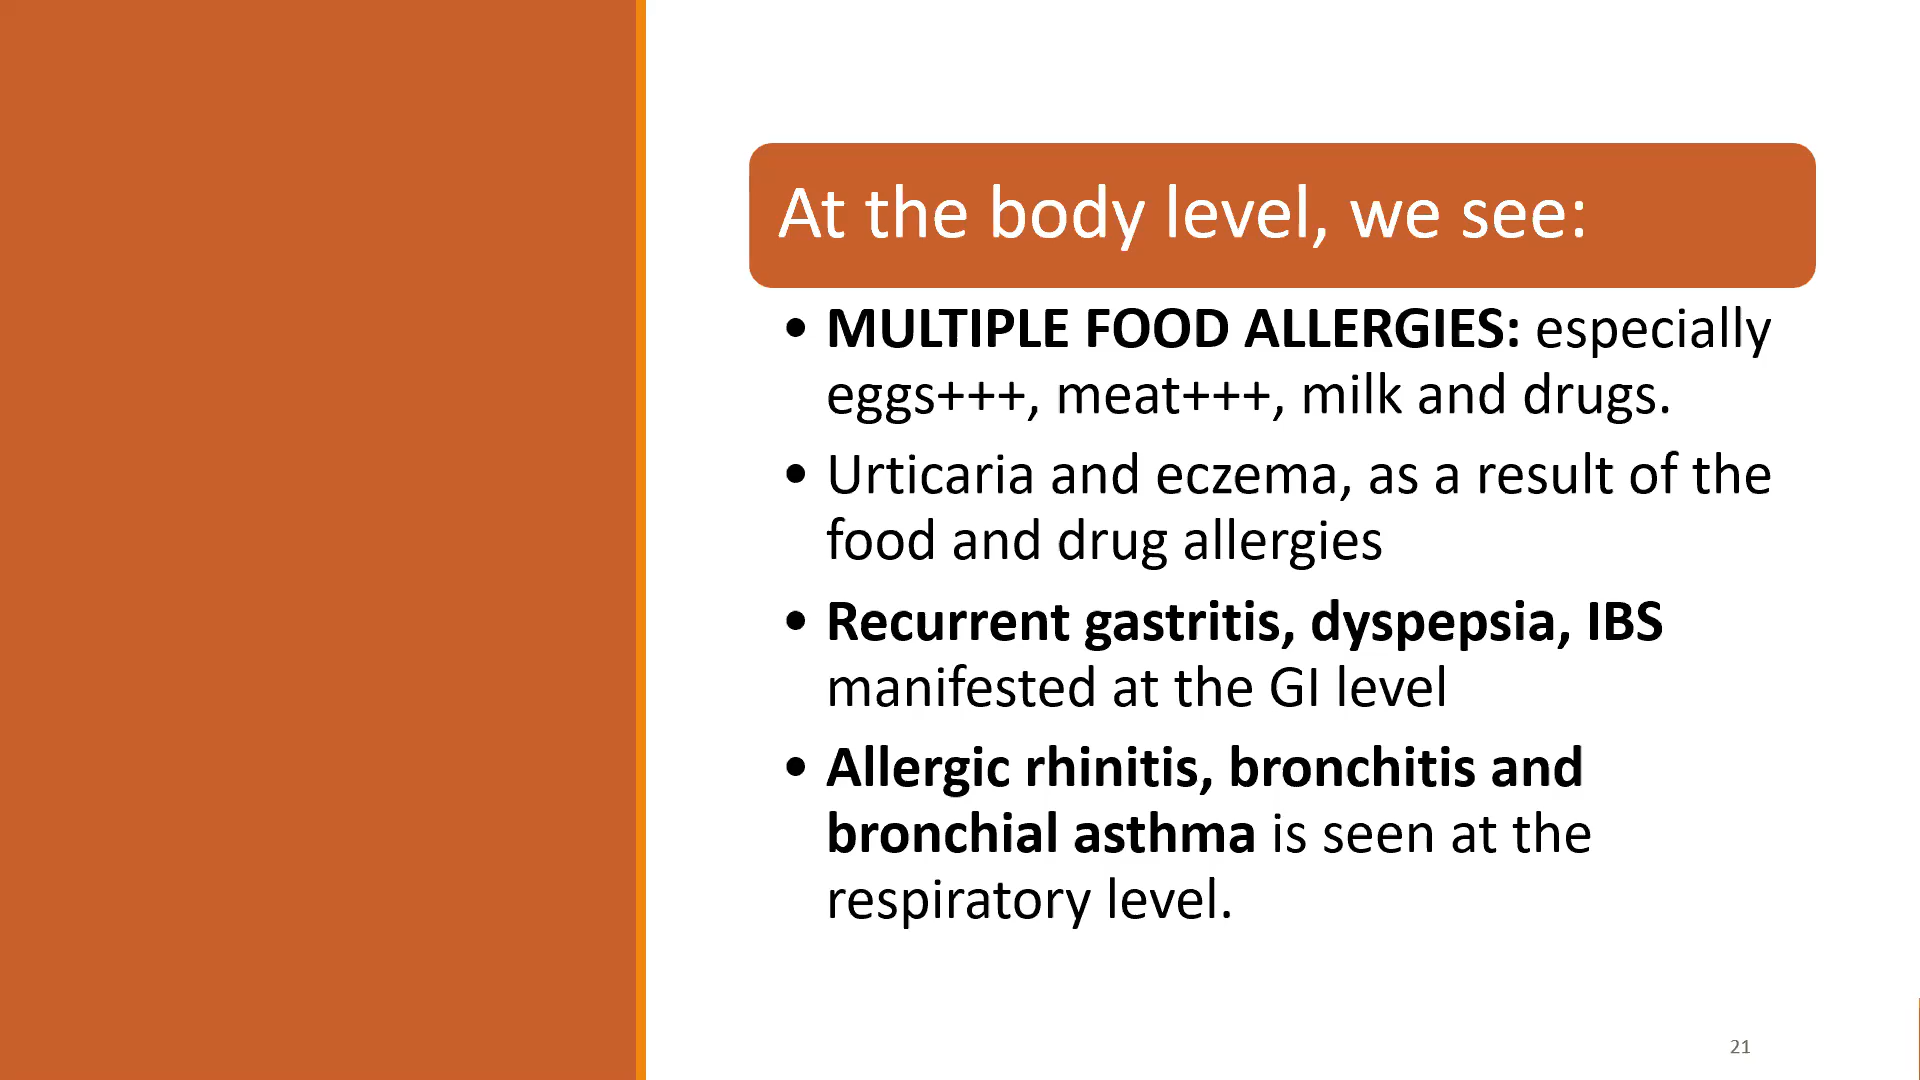 At the body level, we see:
• MULTIPLE FOOD ALLERGIES: especially
eggs+++, meat+++, milk and drugs.
• Urticaria and eczema, as a result of the
food and drug allergies
• Recurrent gastritis, dyspepsia, IBS
manifested at the GI level
• Allergic rhinitis, bronchitis and
bronchial asthma is seen at the
respiratory level.
21